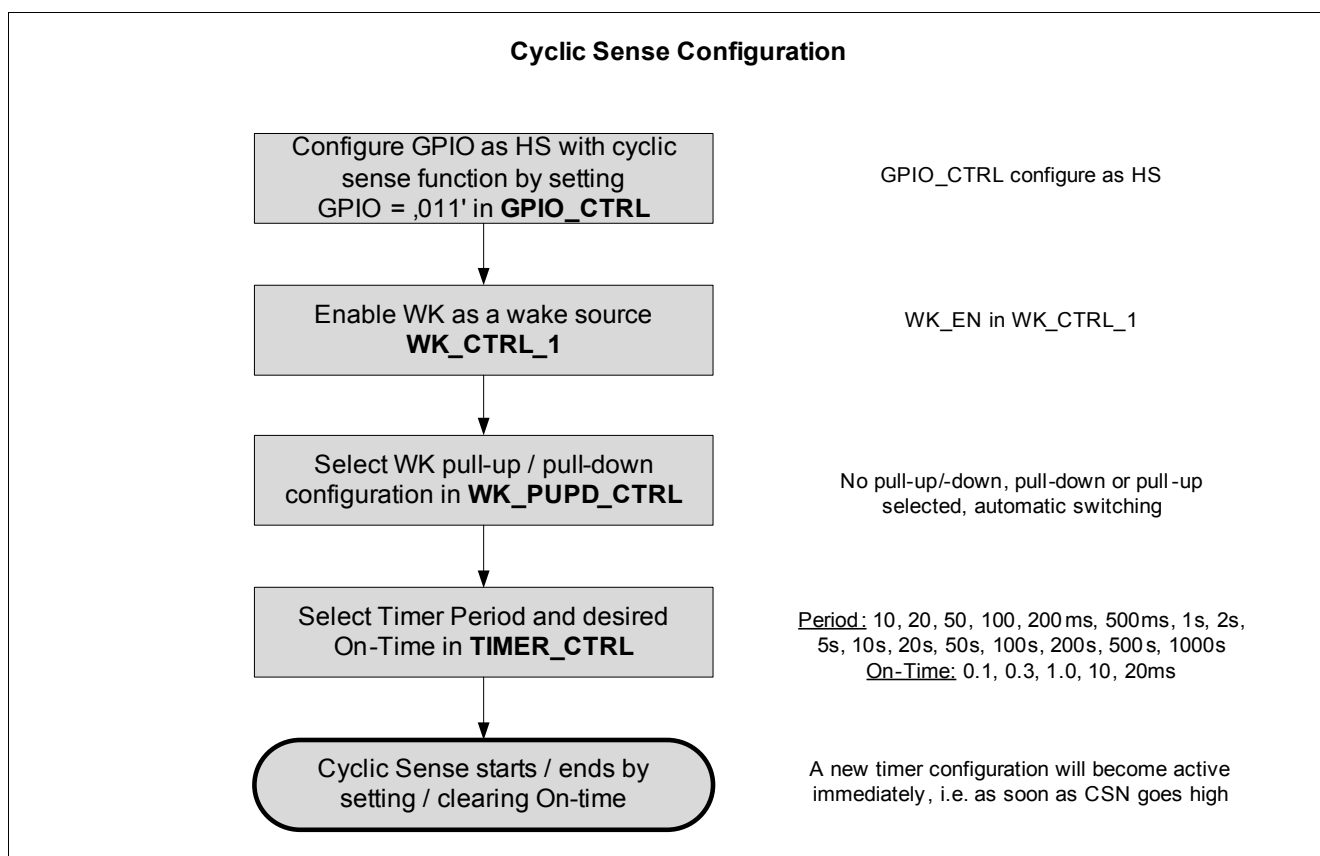 Cyclic Sense Configuration
Configure GPIO as HS with cyclic
sense function by setting
GPIO = ‚011' in GPIO_CTRL
GPIO_CTRL configure as HS
Enable WK as a wake source
WK_CTRL_1
WK_EN in WK_CTRL_1
Select WK pull-up / pull-down
configuration in WK_PUPD_CTRL
No pull-up/-down, pull-down or pull-up
selected, automatic switching
Select Timer Period and desired
On-Time in TIMER_CTRL
Period: 10, 20, 50, 100, 200ms, 500ms, 1s, 2s,
5s, 10s, 20s, 50s, 100s, 200s, 500s, 1000s
On-Time: 0.1, 0.3, 1.0, 10, 20ms
Cyclic Sense starts / ends by
setting / clearing On-time
A new timer configuration will become active
immediately, i.e. as soon as CSN goes high